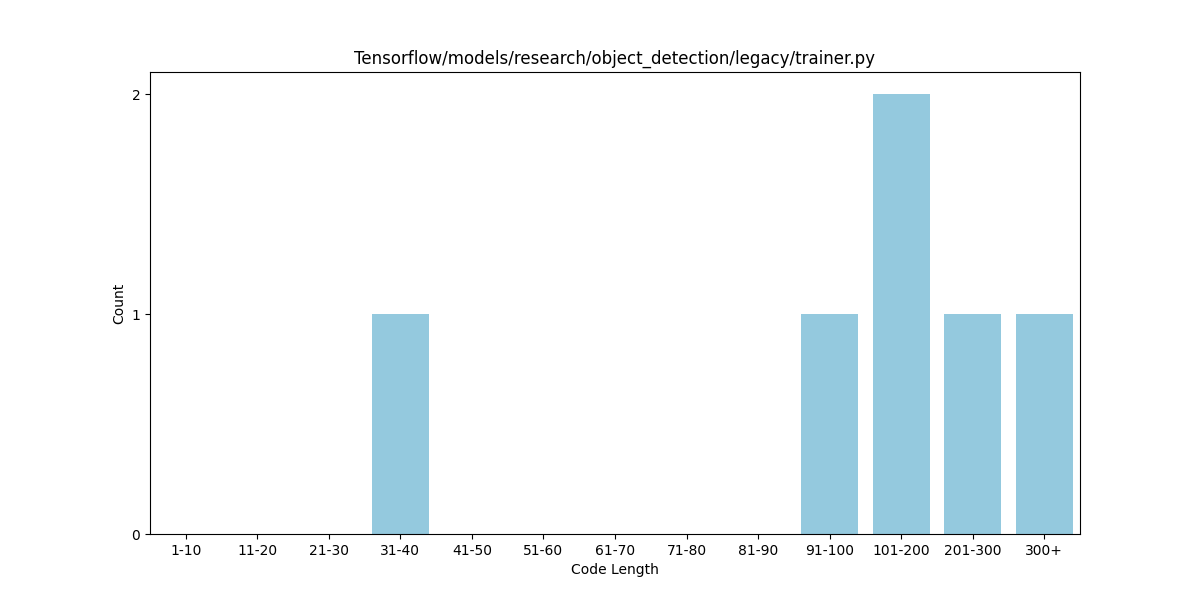 Tensorflow/models/research/object_detection/legacy/trainer.py
2
1
0
Count
1-10 11-20 21-30 31-40 41-50 51-60 61-70 71-80 81-90 91-100 101-200 201-300 300+
Code Length